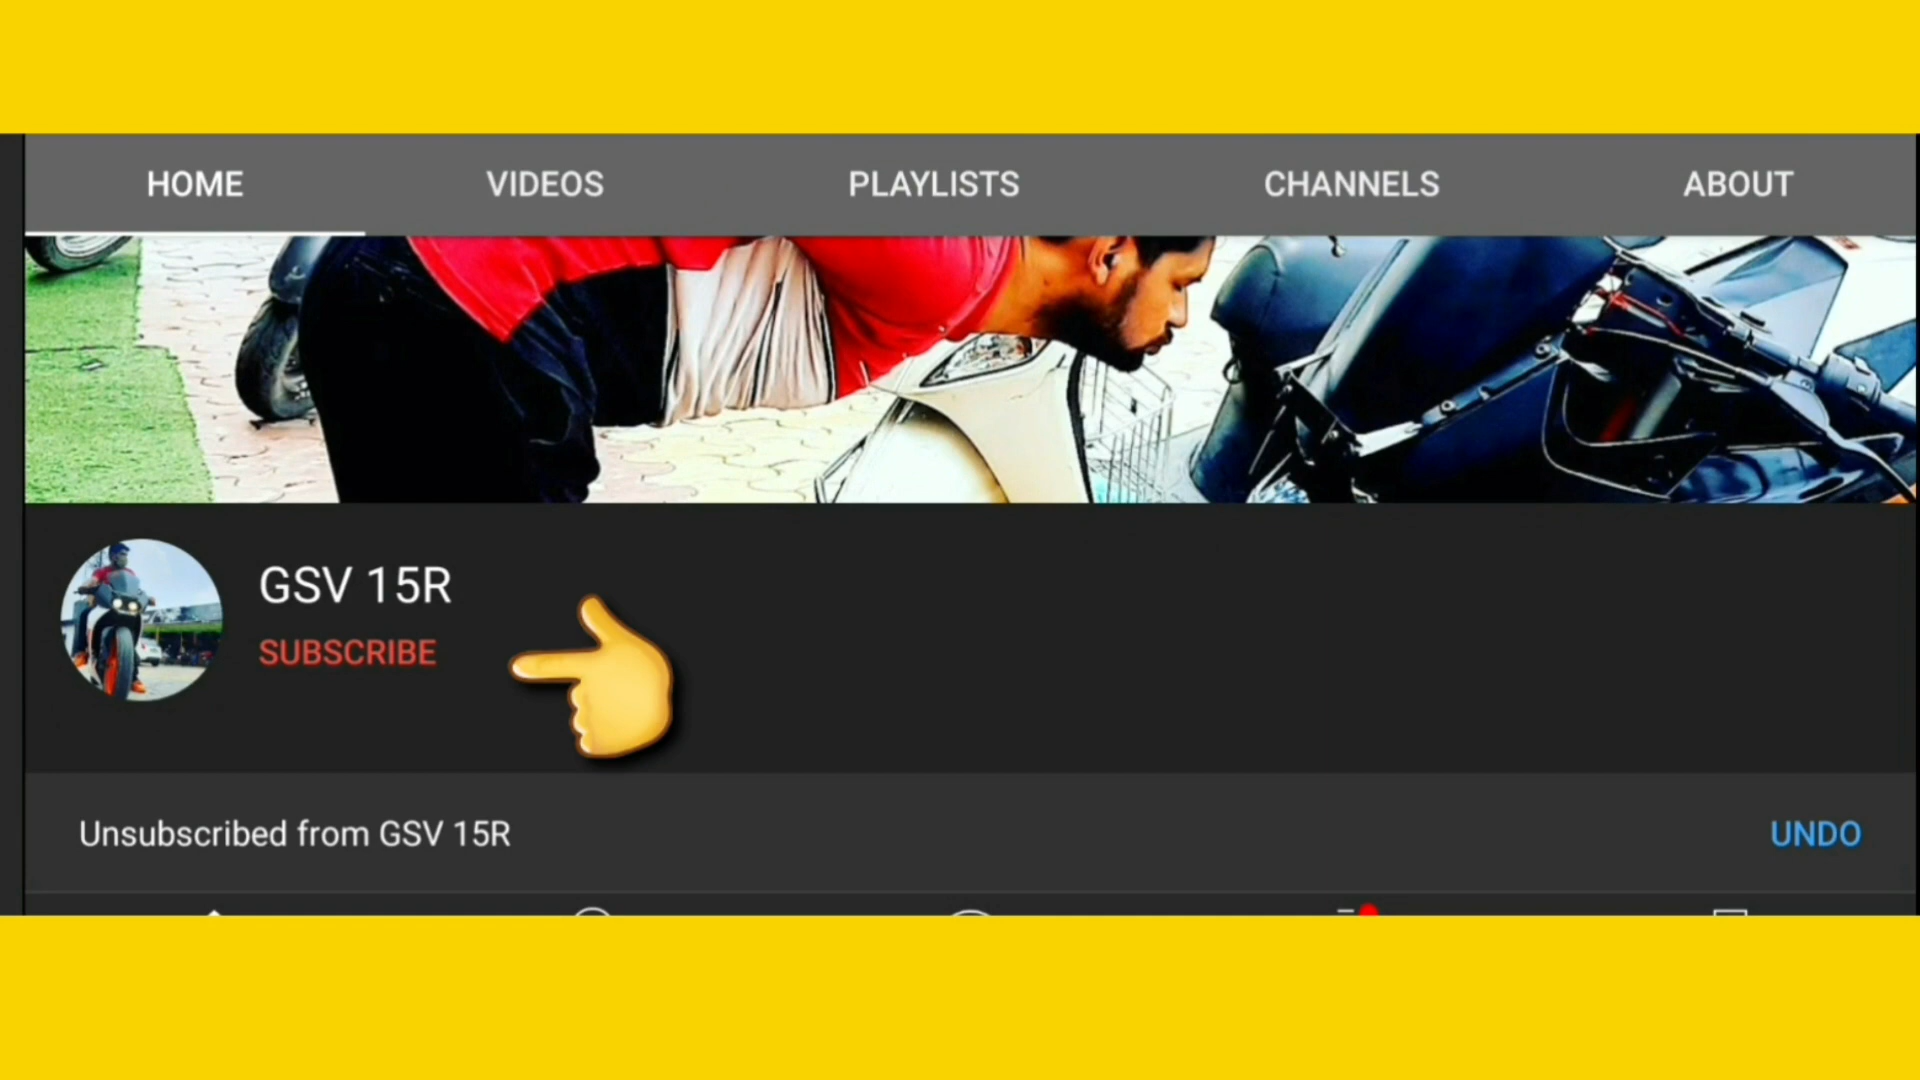 HOME VIDEOS PLAYLISTS CHANNELS ABOUT
GSV 15R
SUBSCRIBE
Unsubscribed from GSV 15R UNDO